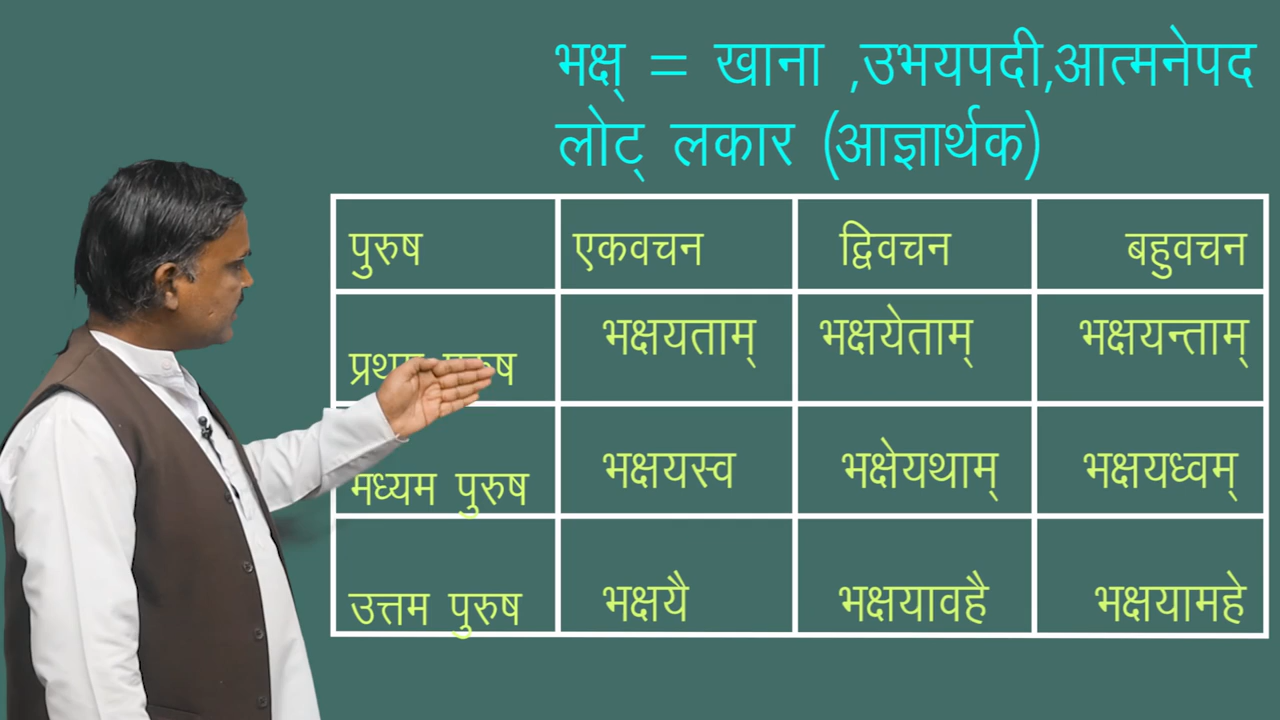 भक्ष् = खाना ,उभयपदी,आत्मनेपद
लोट् लकार (आज्ञार्थक)
पुरुष एकवचन द्विवचन बहुवचन
प्रथम पुरुष भक्षयताम् भक्षयेताम् भक्षयन्ताम्
मध्यम पुरुष भक्षयस्व भक्षेयथाम् भक्षयध्वम्
उत्तम पुरुष भक्षयै भक्षयावहै भक्षयामहे